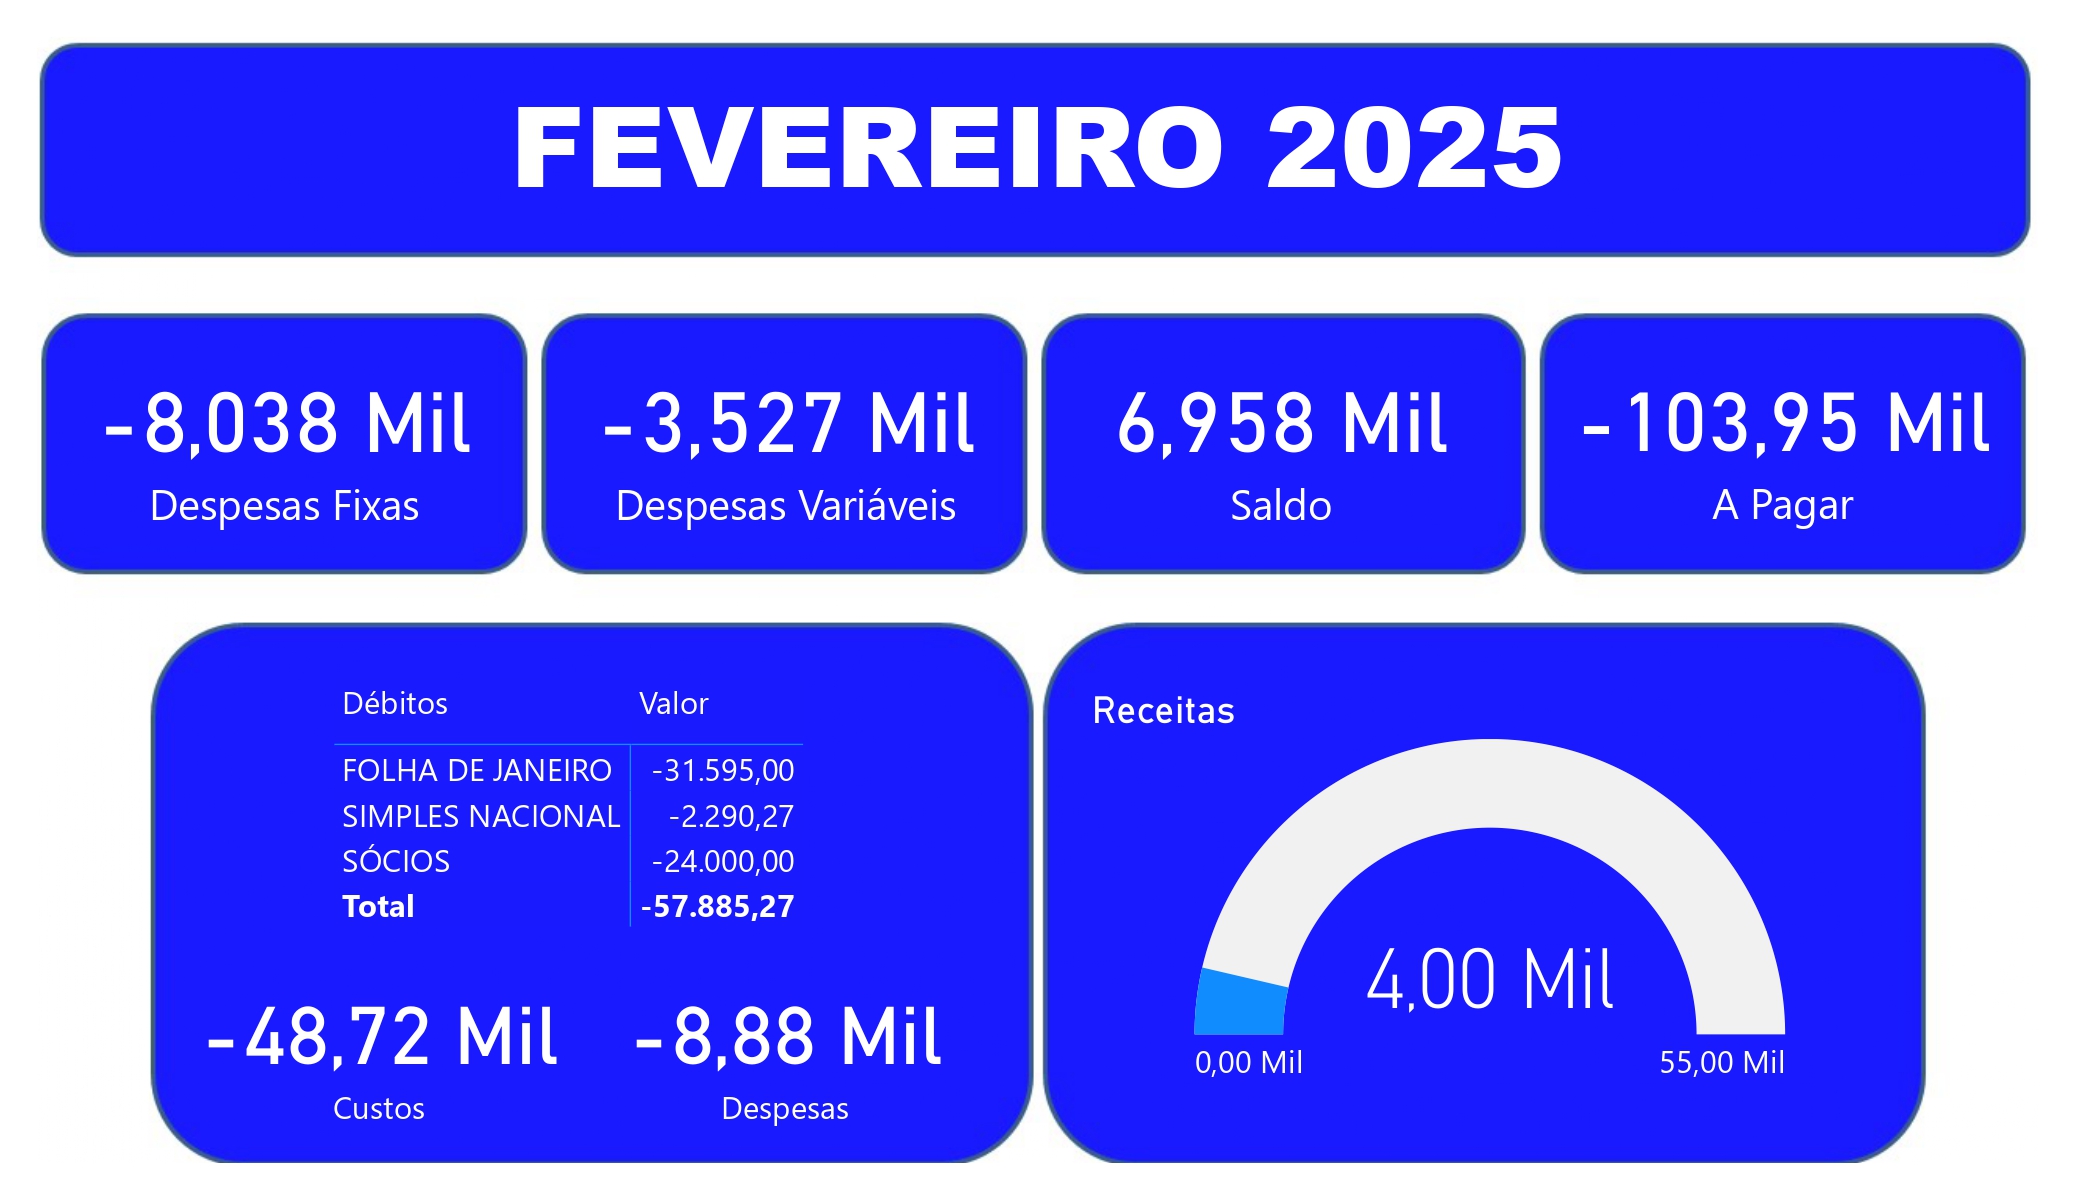 FEVEREIRO 2025
-8,038 Mil
Despesas Fixas
-3,527 Mil
Despesas Variáveis
6,958 Mil
Saldo
-103,95 Mil
A Pagar
Débitos Valor
FOLHA DE JANEIRO -31.595,00
SIMPLES NACIONAL -2.290,27
SÓCIOS -24.000,00
Total -57.885,27
-48,72 Mil
Custos
-8,88 Mil
Despesas
Receitas
4,00 Mil
0,00 Mil
55,00 Mil